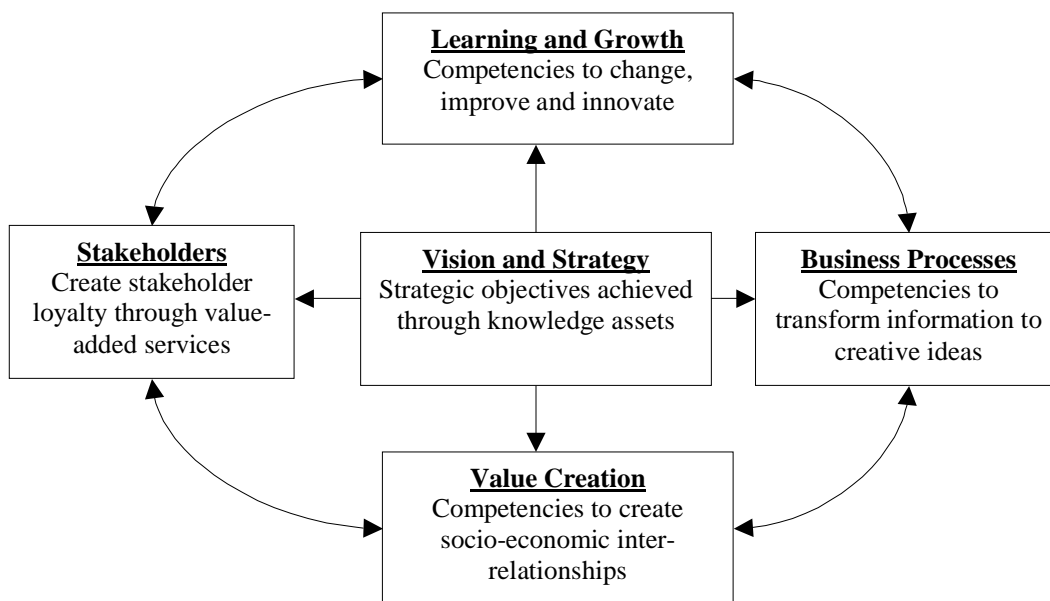 Learning and Growth
Competencies to change,
improve and innovate
Stakeholders
Create stakeholder
loyalty through value-
added services
Vision and Strategy
Strategic objectives achieved
through knowledge assets
Business Processes
Competencies to
transform information to
creative ideas
Value Creation
Competencies to create
socio-economic inter-
relationships